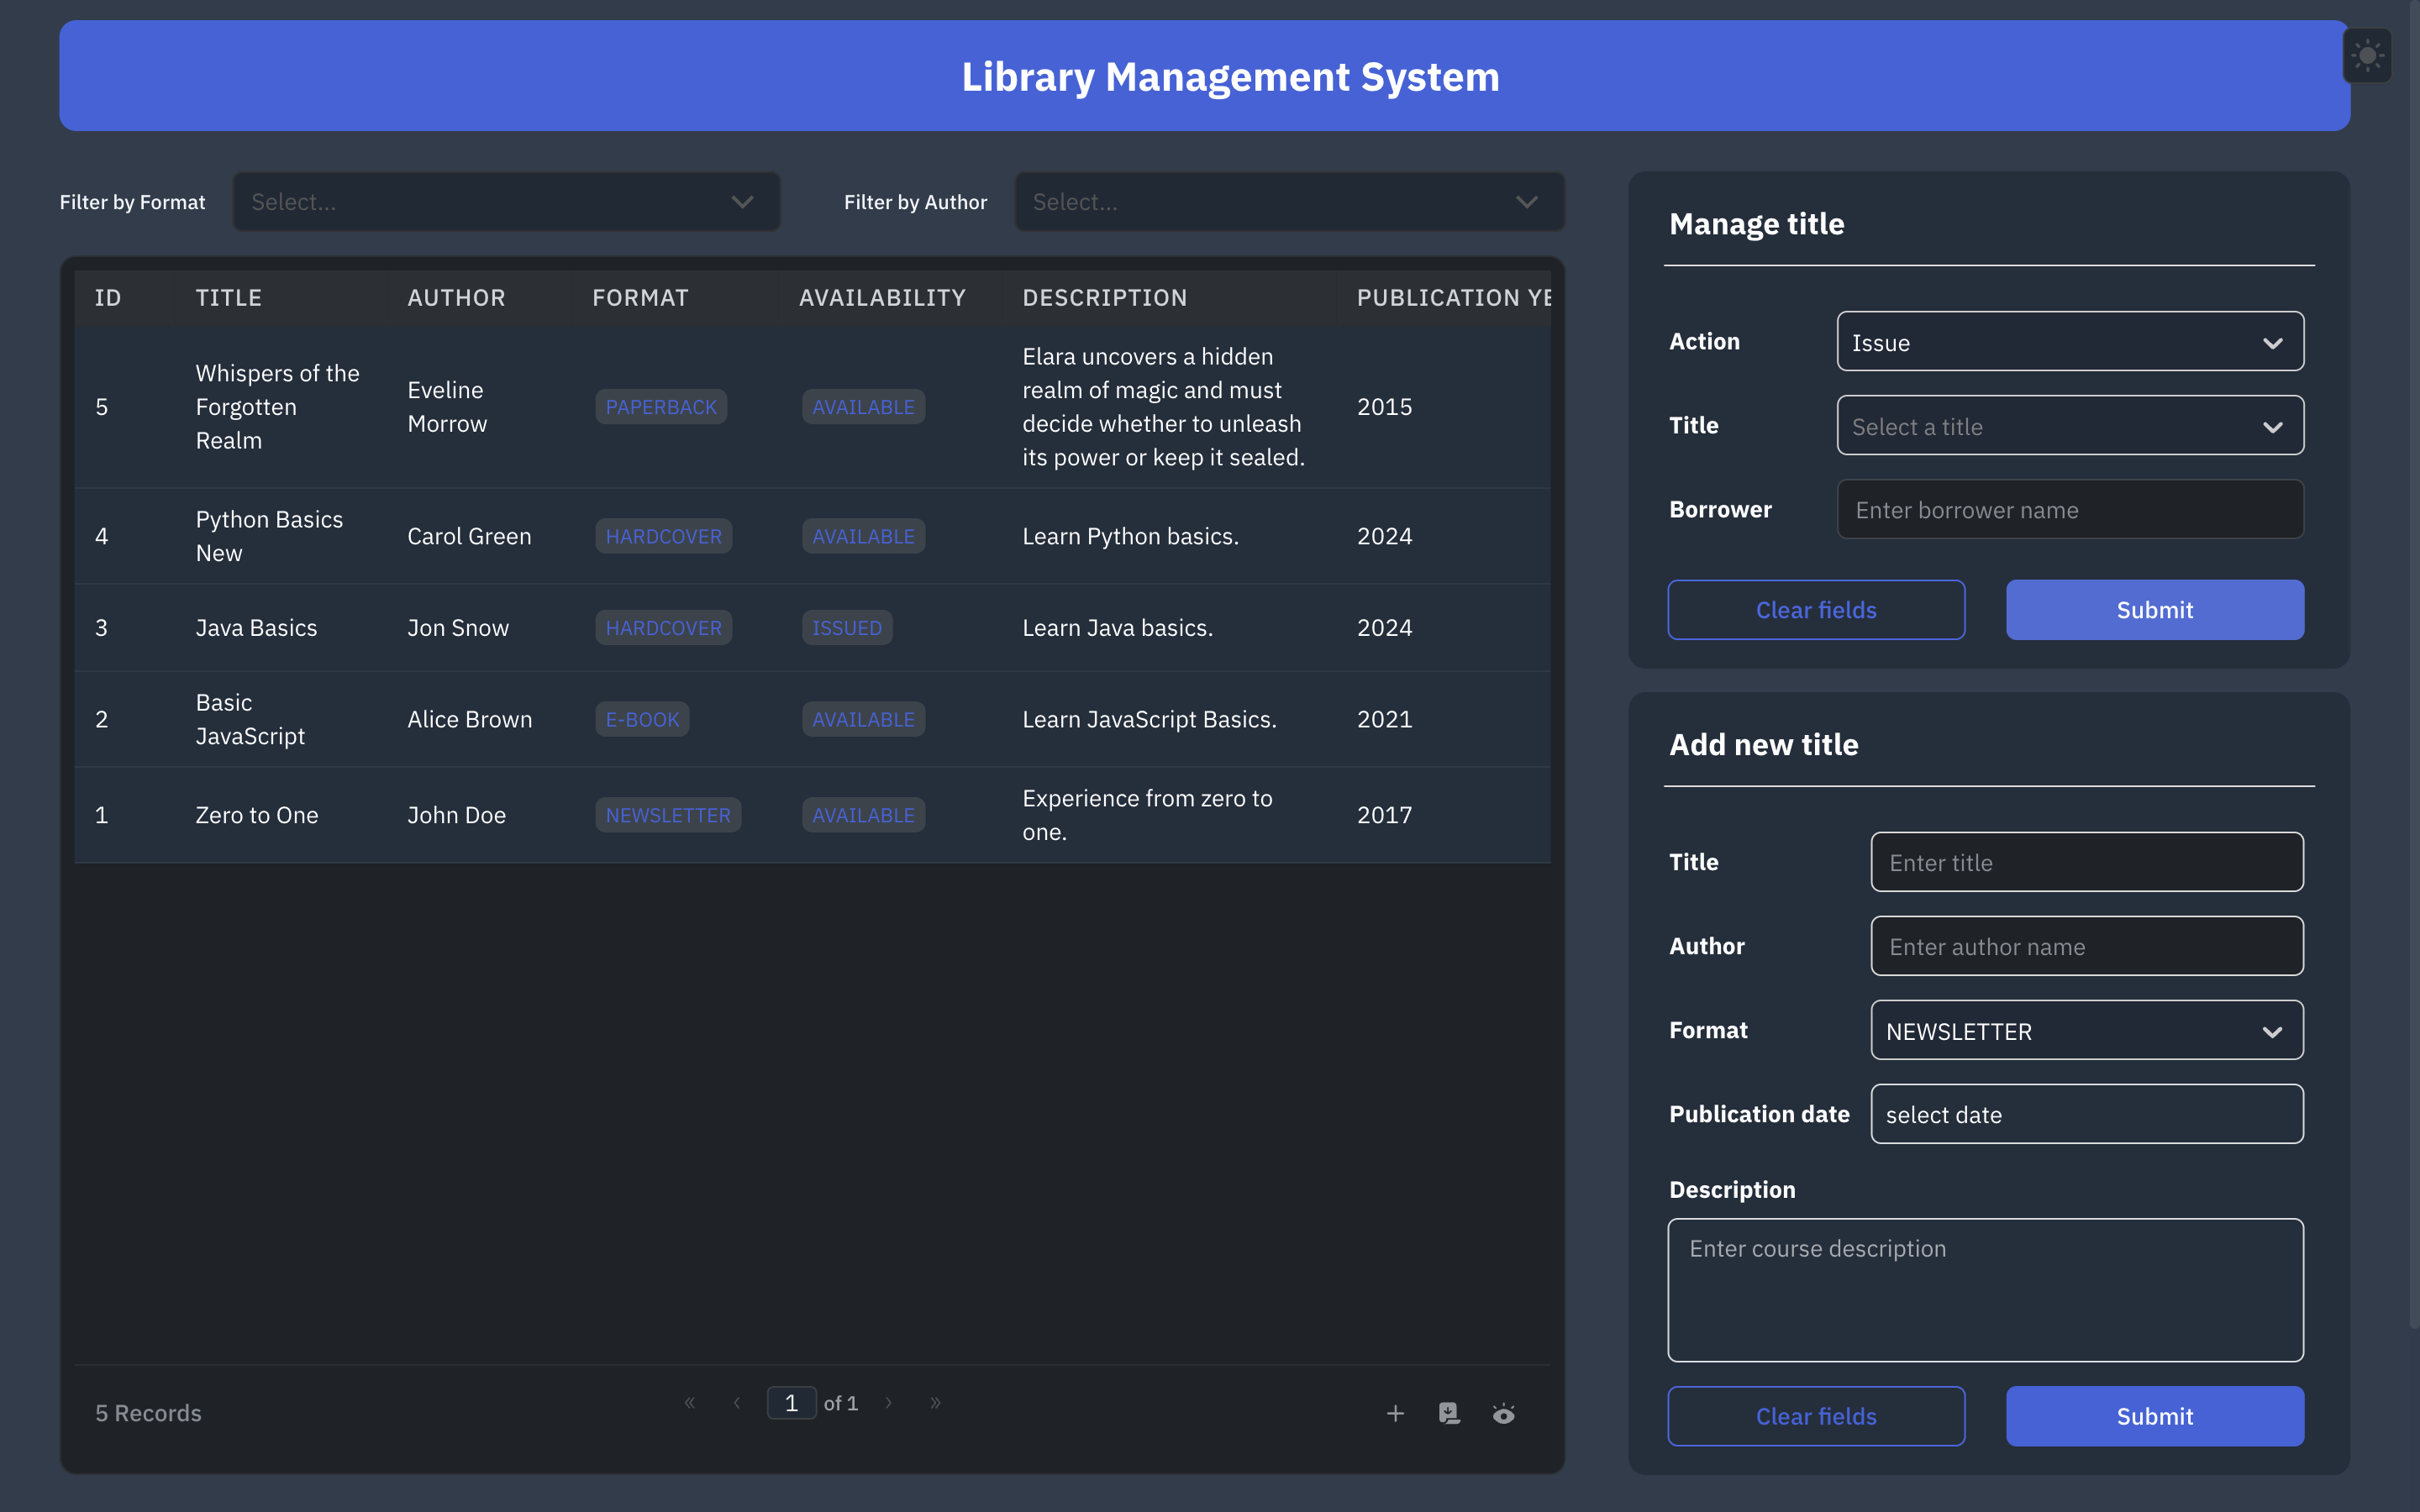 Library Management System
Filter by Format
Select...
Filter by Author
Select...
ID TITLE AUTHOR FORMAT AVAILABILITY DESCRIPTION PUBLICATION YE
5
Whispers of the
Forgotten
Realm
Eveline
Morrow
PAPERBACK
AVAILABLE
Elara uncovers a hidden
realm of magic and must
decide whether to unleash
its power or keep it sealed.
2015
4
Python Basics
New
Carol Green
HARDCOVER
AVAILABLE
Learn Python basics.
2024
3
Java Basics
Jon Snow
HARDCOVER
ISSUED
Learn Java basics.
2024
2
Basic
JavaScript
Alice Brown
E-BOOK
AVAILABLE
Learn JavaScript Basics.
2021
1
Zero to One
John Doe
NEWSLETTER
AVAILABLE
Experience from zero to
one.
2017
5 Records
« ‹ 1 of 1 › »
Manage title
Action
Issue
Title
Select a title
Borrower
Enter borrower name
Clear fields
Submit
Add new title
Title
Enter title
Author
Enter author name
Format
NEWSLETTER
Publication date
select date
Description
Enter course description
Clear fields
Submit